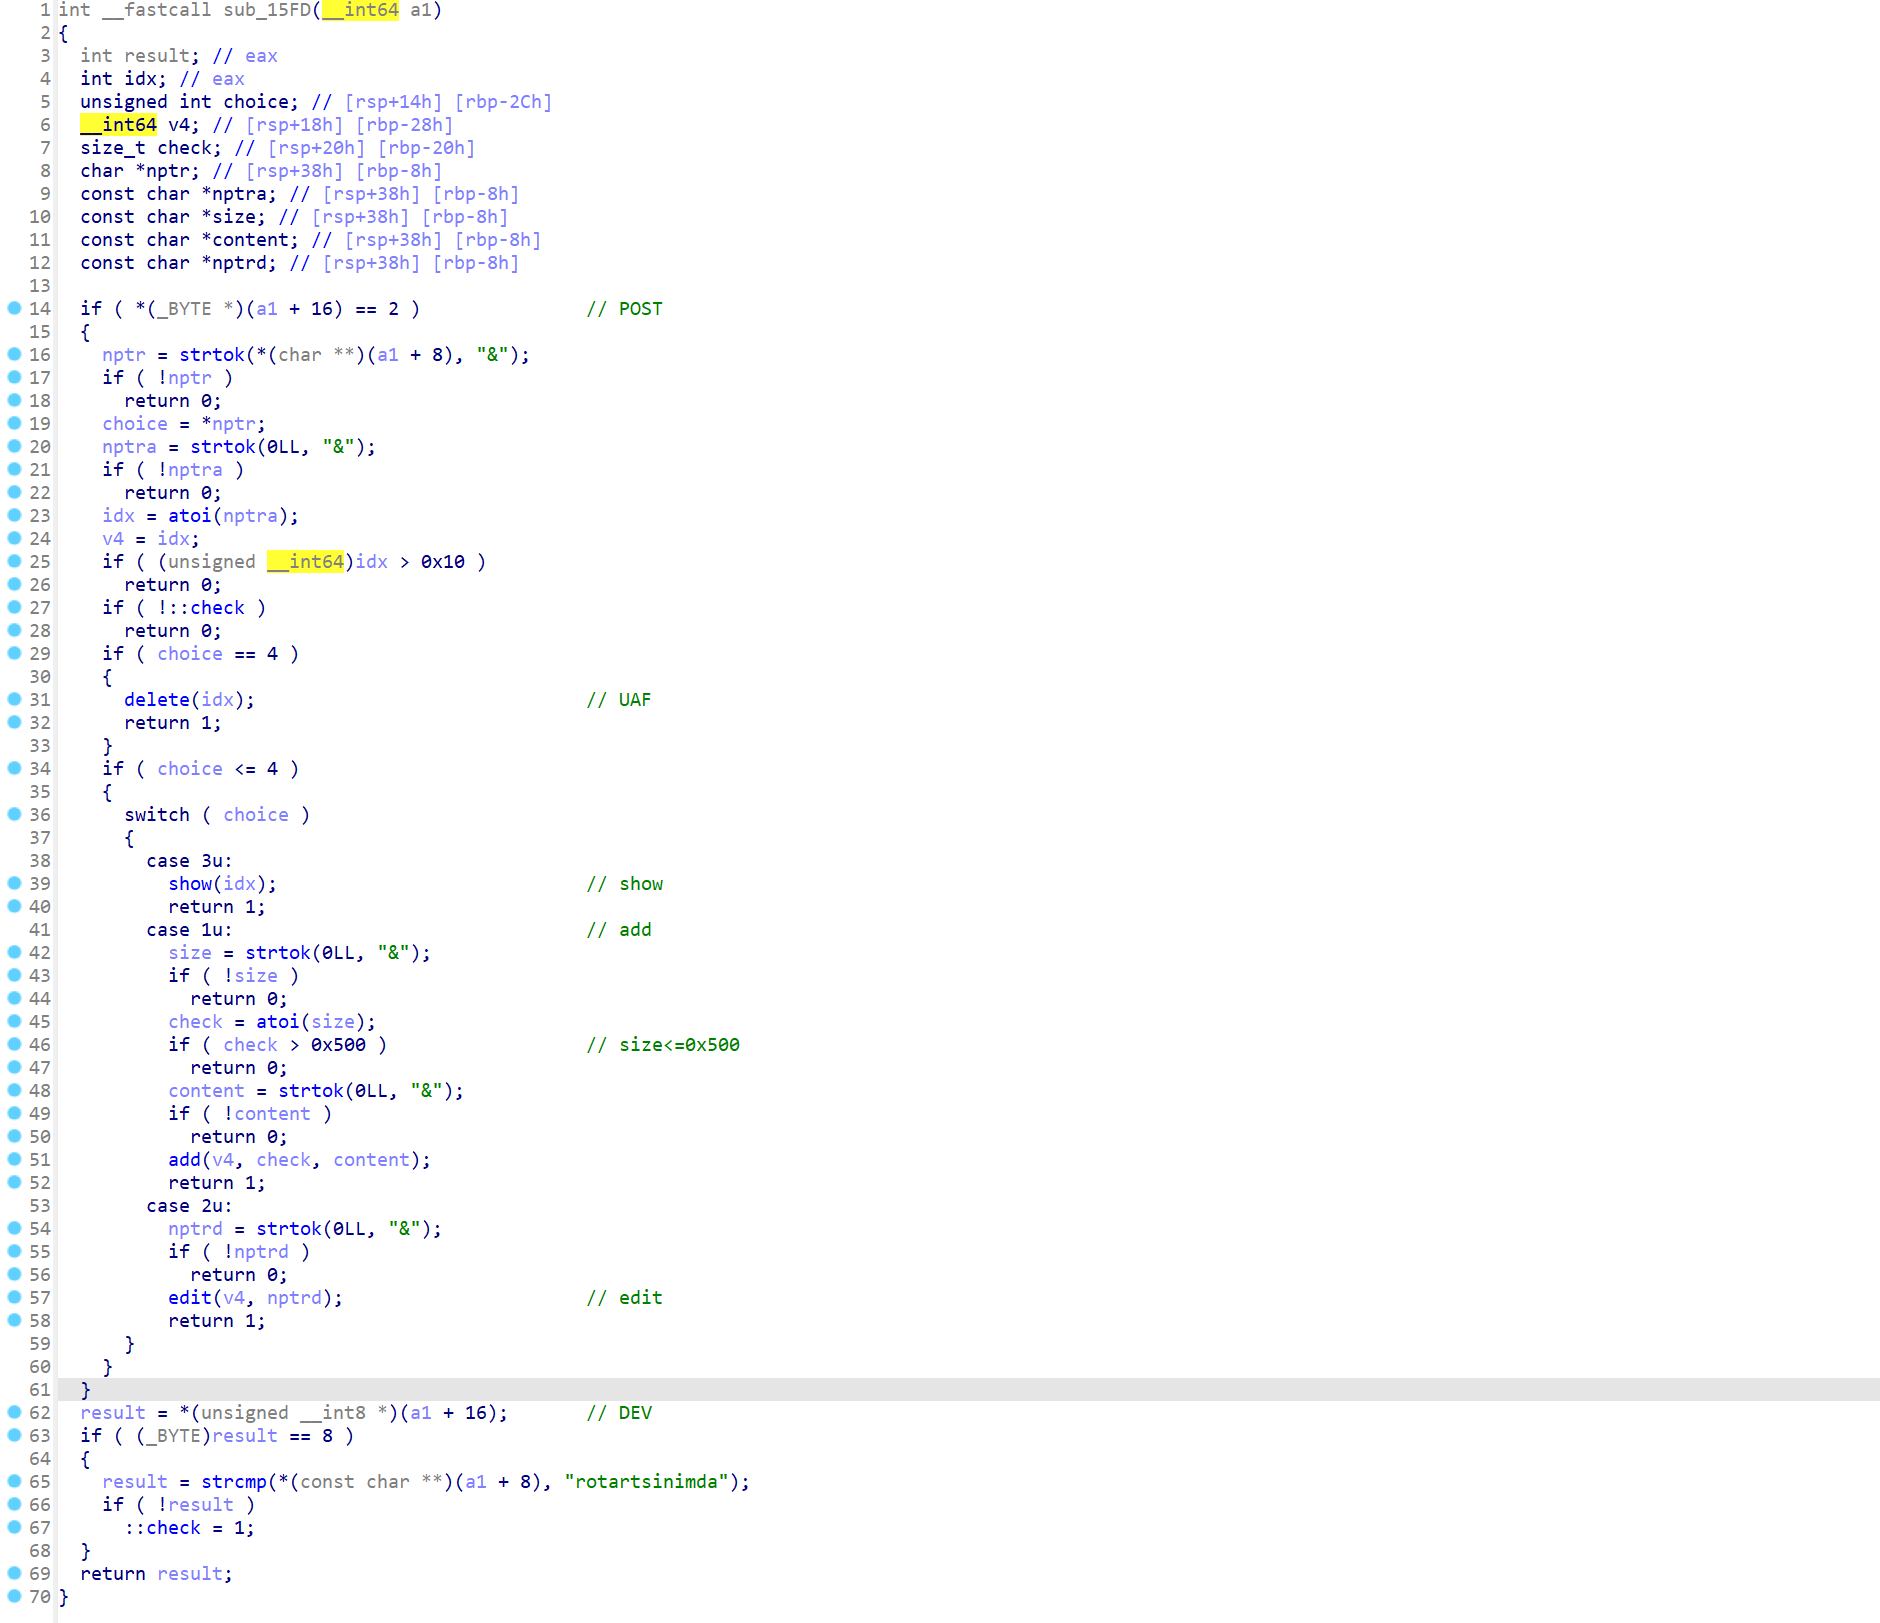 1 int __fastcall sub_15FD(__int64 a1)
2 {
3   int result; // eax
4   int idx; // eax
5   unsigned int choice; // [rsp+14h] [rbp-2Ch]
6   __int64 v4; // [rsp+18h] [rbp-28h]
7   size_t check; // [rsp+20h] [rbp-20h]
8   char *nptr; // [rsp+38h] [rbp-8h]
9   const char *nptra; // [rsp+38h] [rbp-8h]
10   const char *size; // [rsp+38h] [rbp-8h]
11   const char *content; // [rsp+38h] [rbp-8h]
12   const char *nptrd; // [rsp+38h] [rbp-8h]
13
14   if ( *(_BYTE *)(a1 + 16) == 2 )               // POST
15   {
16     nptr = strtok(*(char **)(a1 + 8), "&");
17     if ( !nptr )
18       return 0;
19     choice = *nptr;
20     nptra = strtok(0LL, "&");
21     if ( !nptra )
22       return 0;
23     idx = atoi(nptra);
24     v4 = idx;
25     if ( (unsigned __int64)idx > 0x10 )
26       return 0;
27     if ( !::check )
28       return 0;
29     if ( choice == 4 )
30     {
31       delete(idx);                              // UAF
32       return 1;
33     }
34     if ( choice <= 4 )
35     {
36       switch ( choice )
37       {
38         case 3u:
39           show(idx);                            // show
40           return 1;
41         case 1u:                                // add
42           size = strtok(0LL, "&");
43           if ( !size )
44             return 0;
45           check = atoi(size);
46           if ( check > 0x500 )                  // size<=0x500
47             return 0;
48           content = strtok(0LL, "&");
49           if ( !content )
50             return 0;
51           add(v4, check, content);
52           return 1;
53         case 2u:
54           nptrd = strtok(0LL, "&");
55           if ( !nptrd )
56             return 0;
57           edit(v4, nptrd);                      // edit
58           return 1;
59       }
60     }
61   }
62   result = *(unsigned __int8 *)(a1 + 16);       // DEV
63   if ( (_BYTE)result == 8 )
64   {
65     result = strcmp(*(const char **)(a1 + 8), "rotartsinimda");
66     if ( !result )
67       ::check = 1;
68   }
69   return result;
70 }